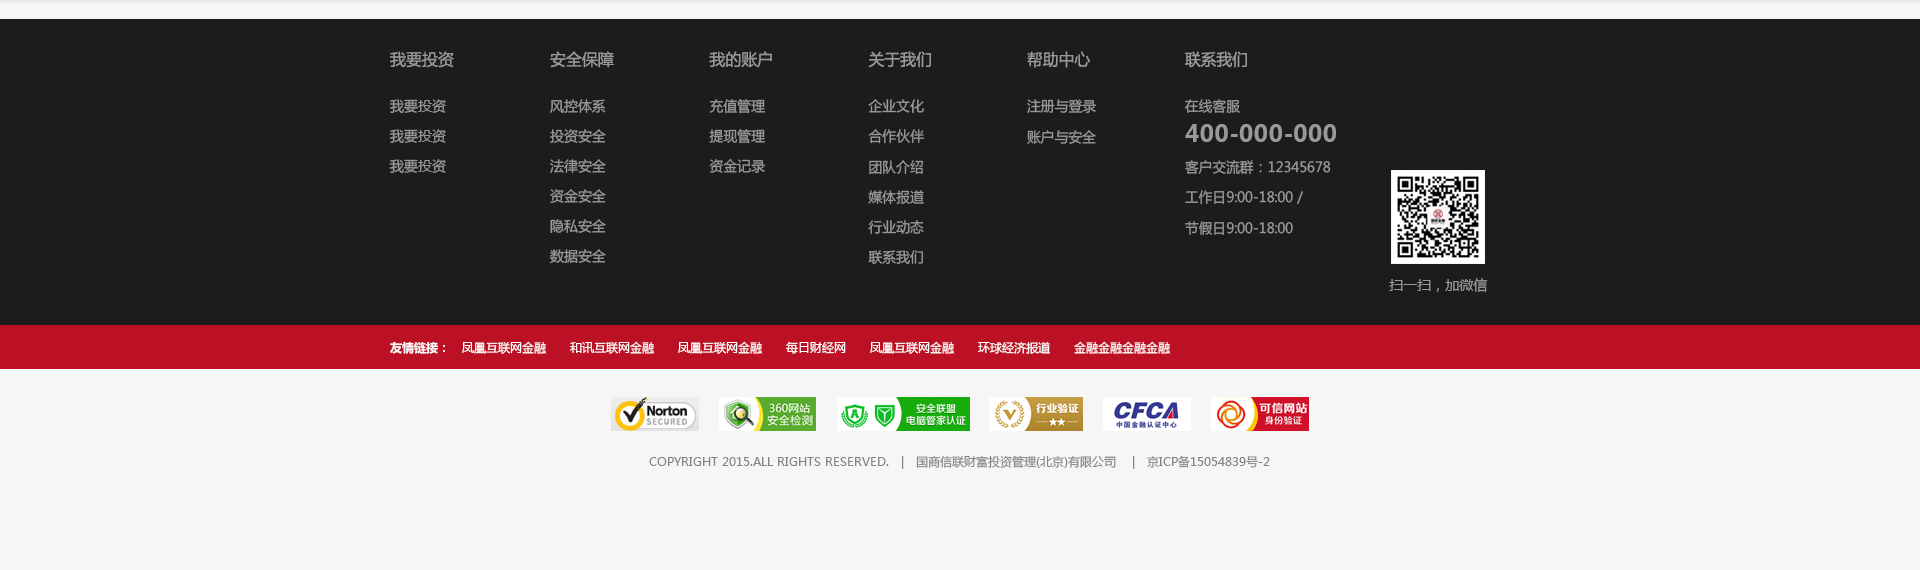 我要投资
我要投资
我要投资
我要投资
安全保障
风控体系
投资安全
法律安全
资金安全
隐私安全
数据安全
我的账户
充值管理
提现管理
资金记录
关于我们
企业文化
合作伙伴
团队介绍
媒体报道
行业动态
联系我们
帮助中心
注册与登录
账户与安全
联系我们
在线客服
400-000-000
客户交流群：12345678
工作日9:00-18:00 /
节假日9:00-18:00
扫一扫，加微信
友情链接： 凤凰互联网金融 和讯互联网金融 凤凰互联网金融 每日财经网 凤凰互联网金融 环球经济报道 金融金融金融金融
Norton
SECURED
360网站
安全检测
安全联盟
电脑管家认证
行业验证
CFCA
中国金融认证中心
可信网站
身份验证
COPYRIGHT 2015.ALL RIGHTS RESERVED. | 国商信联财富投资管理(北京)有限公司 | 京ICP备15054839号-2